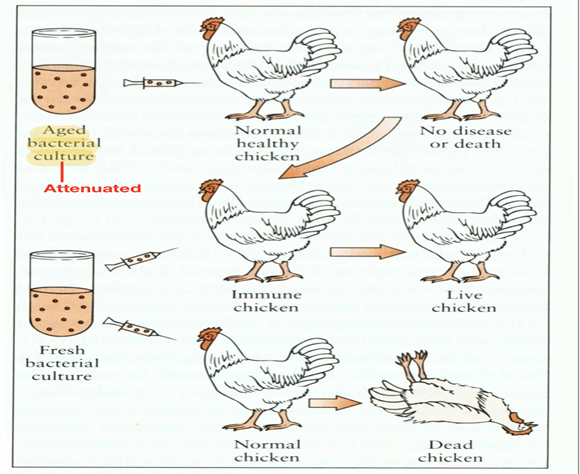 Aged
bacterial
culture
Attenuated
Normal
healthy
chicken
No disease
or death
Immune
chicken
Live
chicken
Fresh
bacterial
culture
Normal
chicken
Dead
chicken